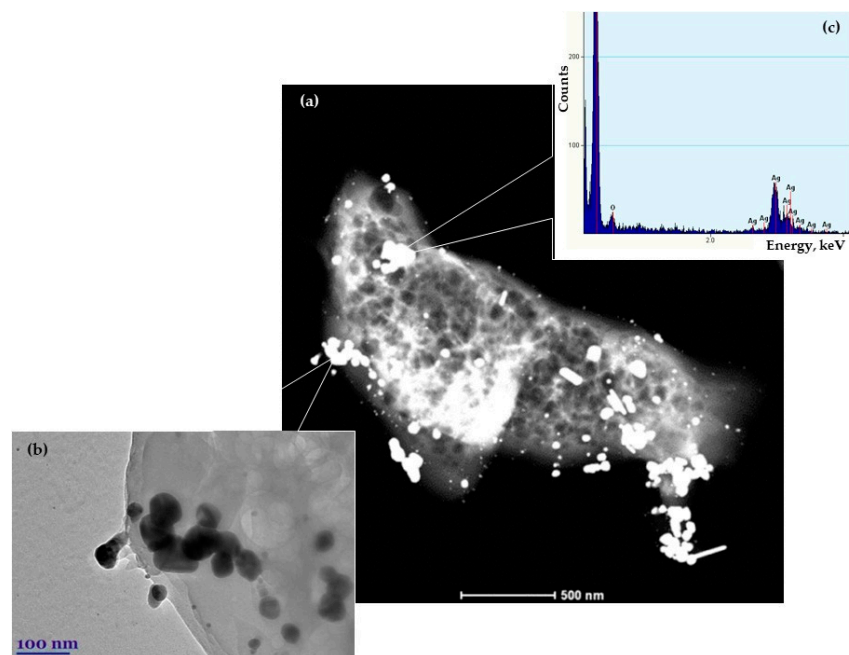 (c)
200
Counts
100
O
Ag
Ag
Ag
Ag
Ag
Ag
Ag
Ag
2.0
Energy, keV
(a)
500 nm
(b)
100 nm